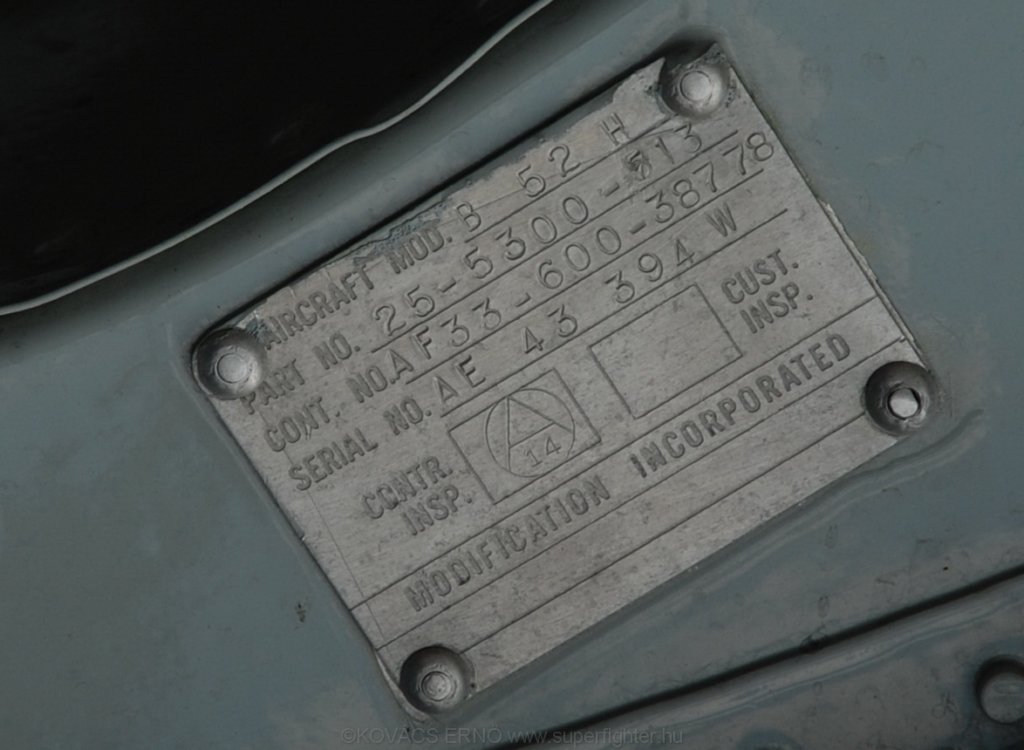 AIRCRAFT MOD. B 52 H
PART NO. 25-5300-513
CONT. NO. AF33-600-38778
SERIAL NO. AE 43 394 W
CONTR. INSP.
A 14
CUST. INSP.
MODIFICATION INCORPORATED
©KOVACS ERNO www.superfighter.hu